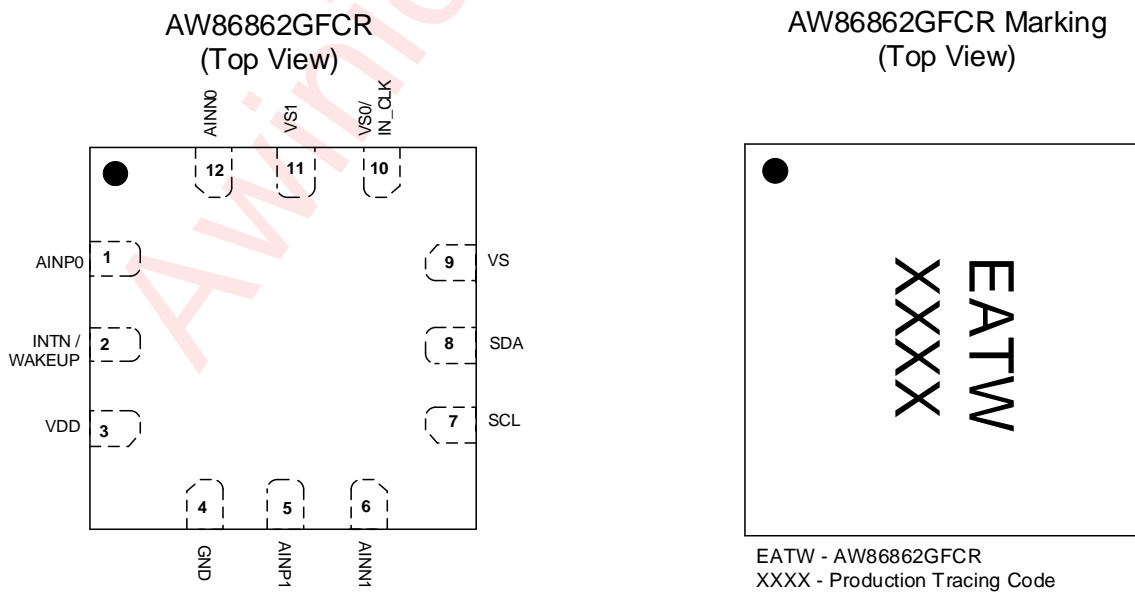 AW86862GFCR
(Top View)
AINN0
VS1
VS0/
IN_CLK
12
11
10
AINP0
1
9
VS
INTN /
WAKEUP
2
8
SDA
VDD
3
7
SCL
4
5
6
GND
AINP1
AINN1
AW86862GFCR Marking
(Top View)
EATW
XXXX
EATW - AW86862GFCR
XXXX - Production Tracing Code
Awinic